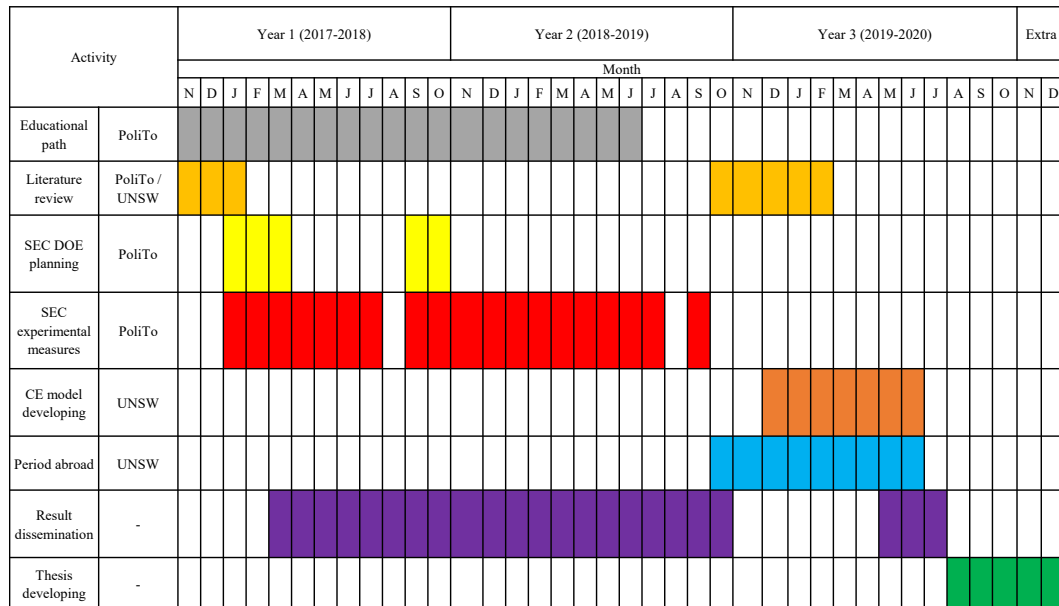 Activity
Year 1 (2017-2018)
Year 2 (2018-2019)
Year 3 (2019-2020)
Extra
Month
N D J F M A M J J A S O N D J F M A M J J A S O N D J F M A M J J A S O N D
Educational
path
PoliTo
Literature
review
PoliTo /
UNSW
SEC DOE
planning
PoliTo
SEC
experimental
measures
PoliTo
CE model
developing
UNSW
Period abroad
UNSW
Result
dissemination
-
Thesis
developing
-